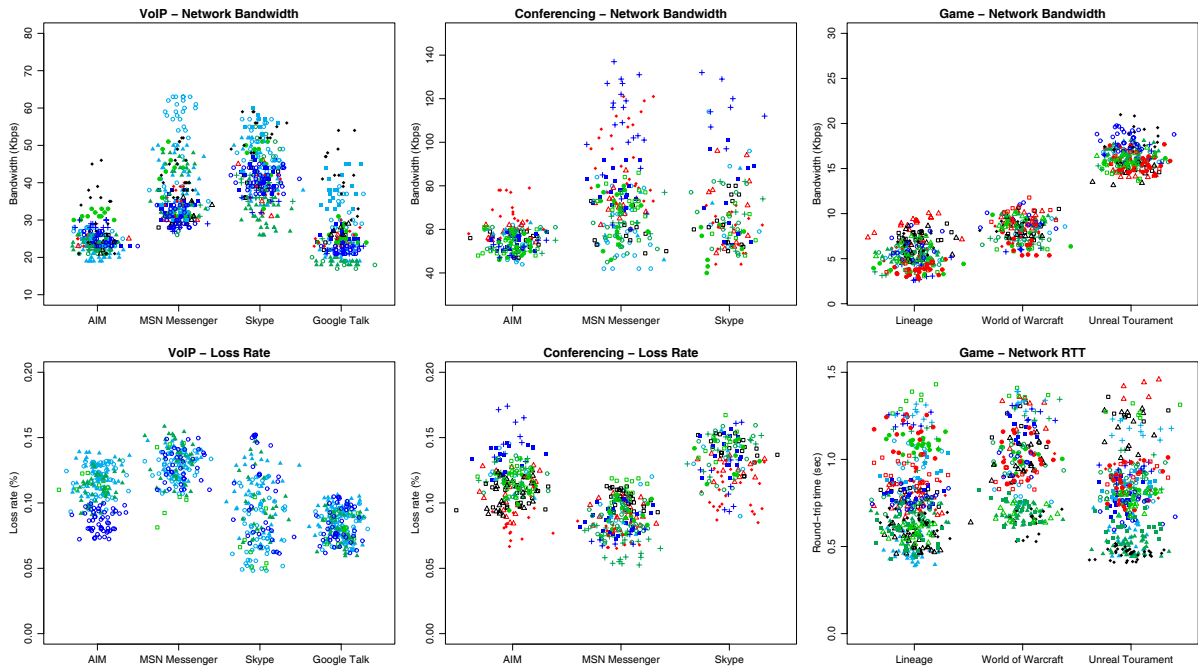 VoIP − Network Bandwidth
Bandwidth (Kbps)
80
70
60
50
40
30
20
10
AIM MSN Messenger Skype Google Talk
Conferencing − Network Bandwidth
Bandwidth (Kbps)
140
120
100
80
60
40
AIM MSN Messenger Skype
Game − Network Bandwidth
Bandwidth (Kbps)
30
25
20
15
10
5
0
Lineage World of Warcraft Unreal Tourament
VoIP − Loss Rate
Loss rate (%)
0.20
0.15
0.10
0.05
0.00
AIM MSN Messenger Skype Google Talk
Conferencing − Loss Rate
Loss rate (%)
0.20
0.15
0.10
0.05
0.00
AIM MSN Messenger Skype
Game − Network RTT
Round−trip time (sec)
1.5
1.0
0.5
0.0
Lineage World of Warcraft Unreal Tourament